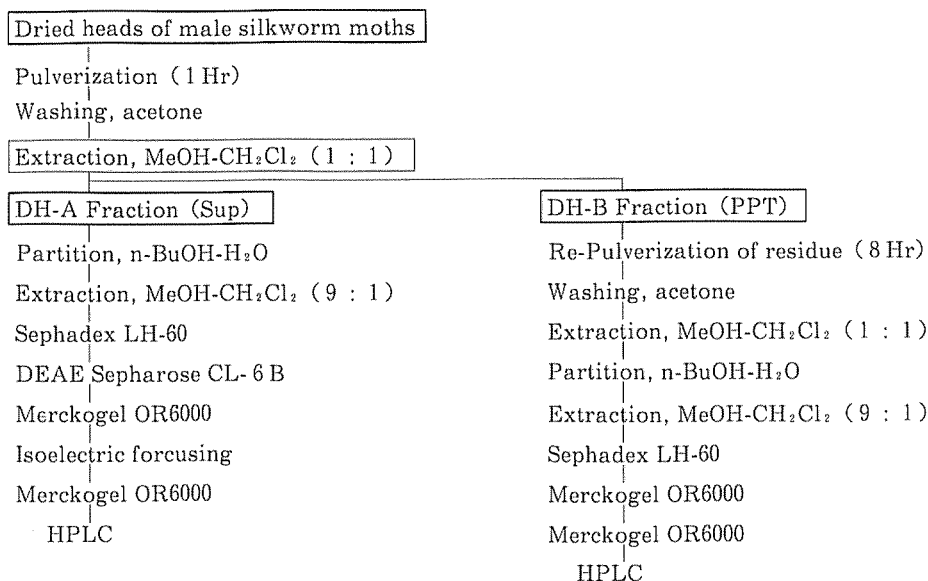 Dried heads of male silkworm moths
Pulverization (1 Hr)
Washing, acetone
Extraction, MeOH-CH₂Cl₂ (1 : 1)
DH-A Fraction (Sup)
Partition, n-BuOH-H₂O
Extraction, MeOH-CH₂Cl₂ (9 : 1)
Sephadex LH-60
DEAE Sepharose CL-6B
Merckogel OR6000
Isoelectric forcusing
Merckogel OR6000
HPLC
DH-B Fraction (PPT)
Re-Pulverization of residue (8 Hr)
Washing, acetone
Extraction, MeOH-CH₂Cl₂ (1 : 1)
Partition, n-BuOH-H₂O
Extraction, MeOH-CH₂Cl₂ (9 : 1)
Sephadex LH-60
Merckogel OR6000
Merckogel OR6000
HPLC